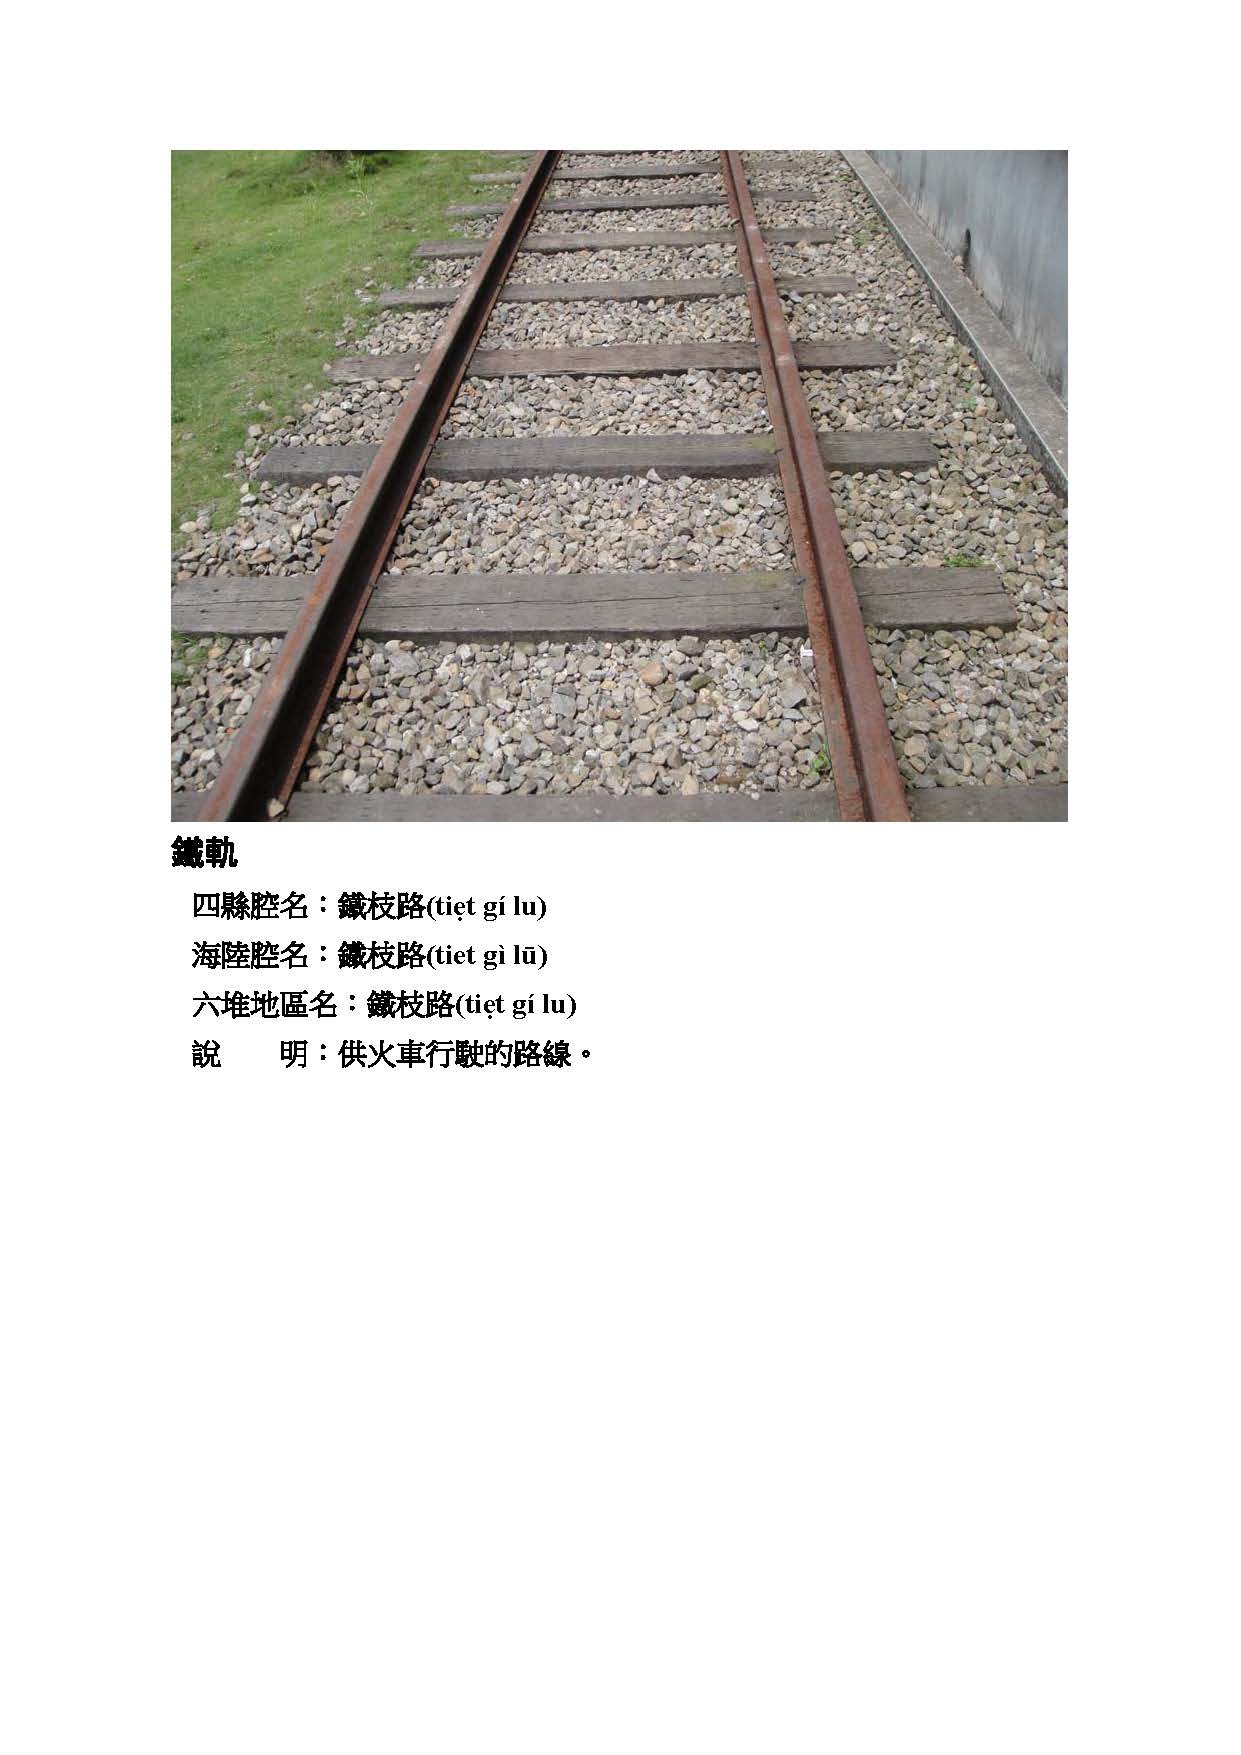 鐵軌
四縣腔名：鐵枝路(tiẹt gí lu)
海陸腔名：鐵枝路(tiet gì lū)
六堆地區名：鐵枝路(tiẹt gí lu)
說　　明：供火車行駛的路線。